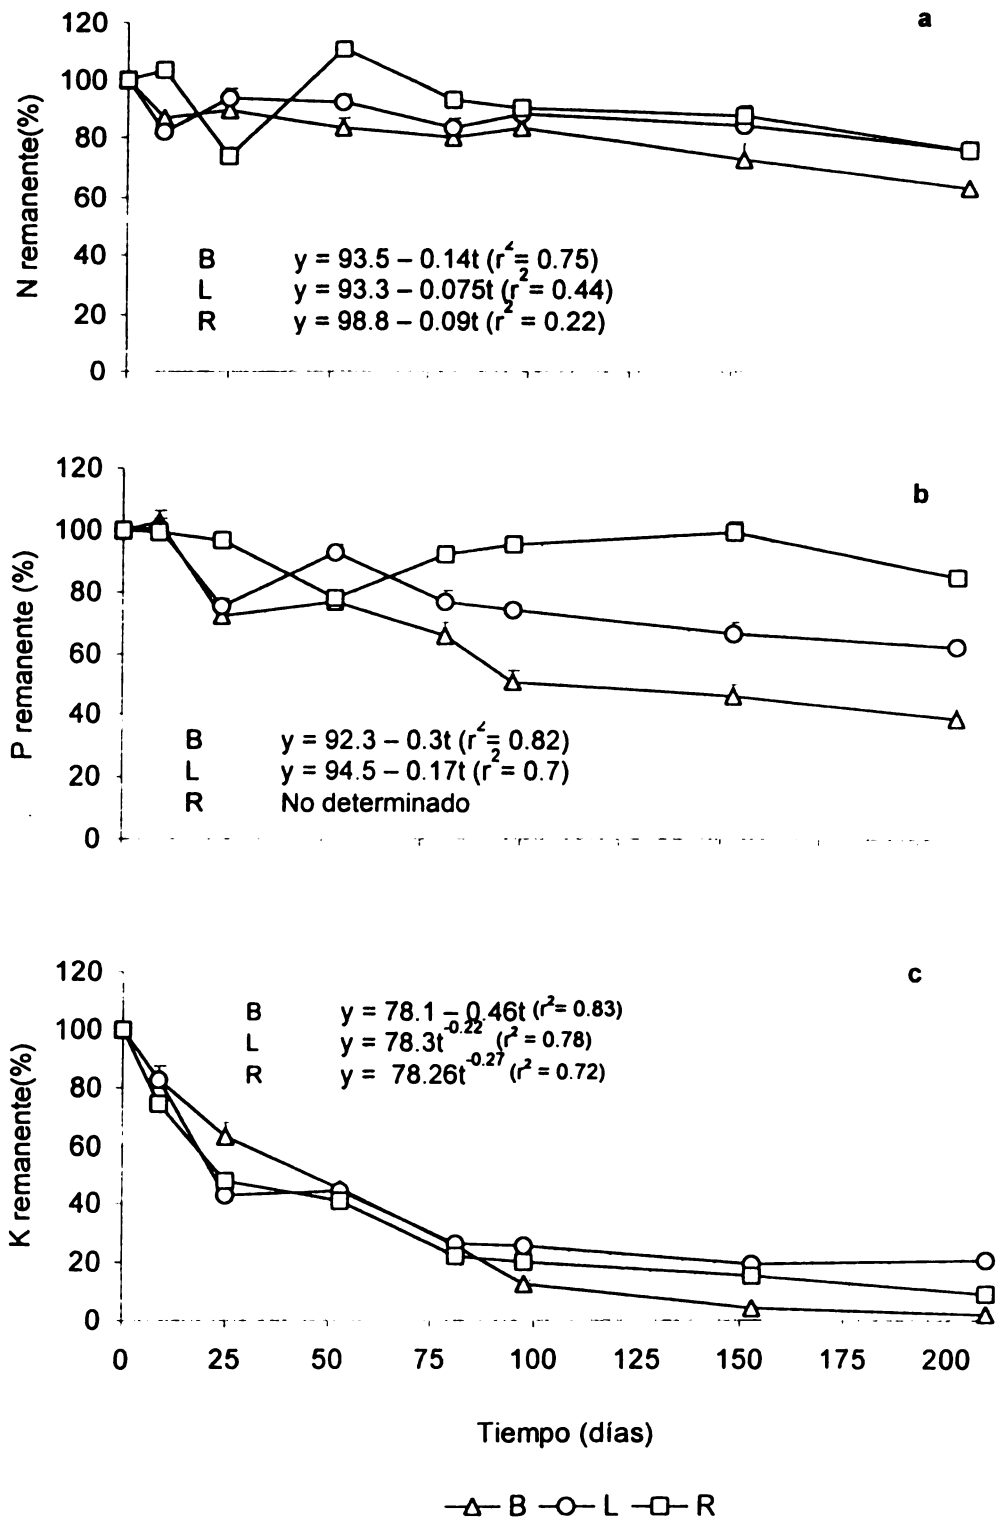 a
120
100
80
60
40
20
0
N remanente(%)
B y = 93.5 – 0.14t (r²= 0.75)
L y = 93.3 – 0.075t (r²= 0.44)
R y = 98.8 – 0.09t (r² = 0.22)
b
120
100
80
60
40
20
0
P remanente (%)
B y = 92.3 – 0.3t (r²= 0.82)
L y = 94.5 – 0.17t (r²= 0.7)
R No determinado
c
120
100
80
60
40
20
0
K remanente(%)
B y = 78.1 – 0.46t (r²= 0.83)
L y = 78.3t^-0.22 (r² = 0.78)
R y = 78.26t^-0.27 (r² = 0.72)
0 25 50 75 100 125 150 175 200
Tiempo (días)
B L R